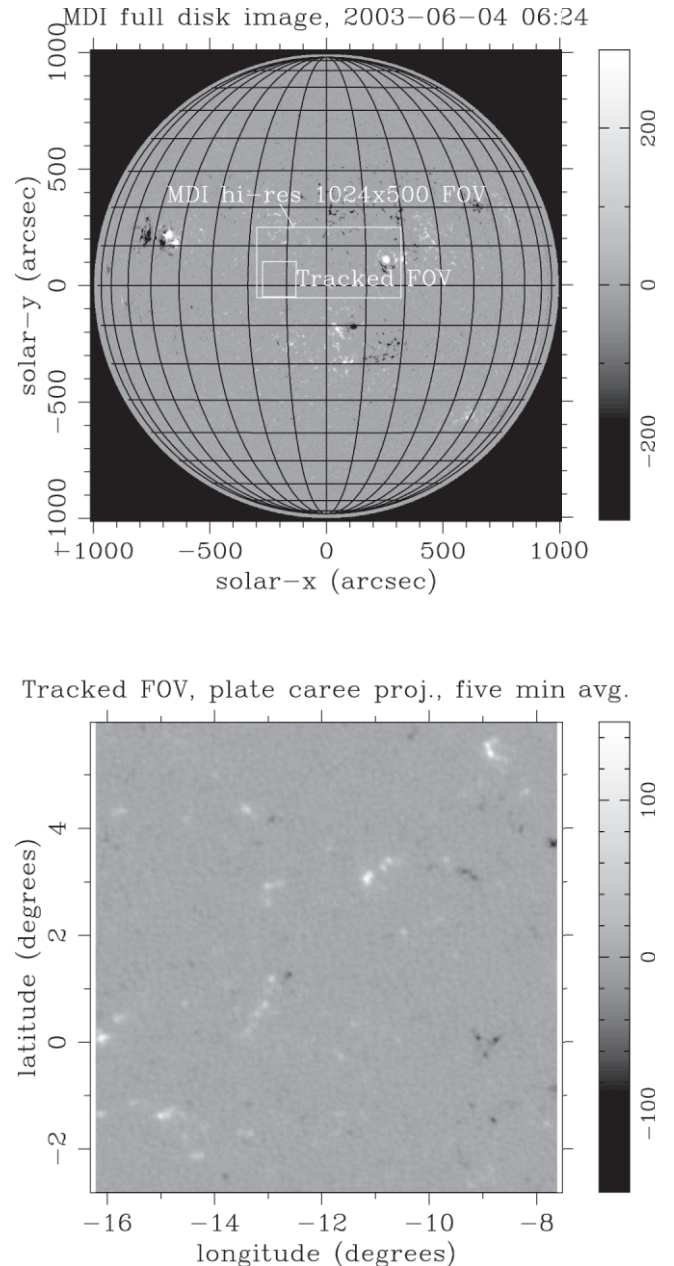 MDI full disk image, 2003-06-04 06:24
1000
500
0
-500
1000
solar-y (arcsec)
MDI hi-res 1024x500 FOV
Tracked FOV
+1000 -500 0 500 1000
solar-x (arcsec)
200
0
-200
Tracked FOV, plate caree proj., five min avg.
4
2
0
-2
latitude (degrees)
-16 -14 -12 -10 -8
longitude (degrees)
100
0
-100